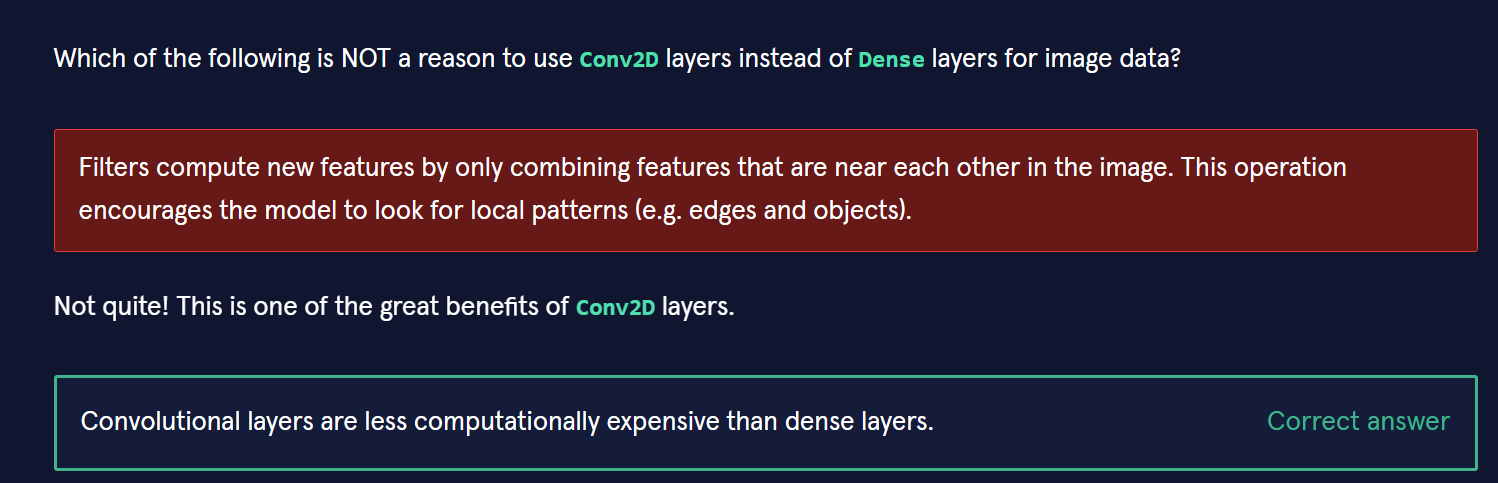 Which of the following is NOT a reason to use Conv2D layers instead of Dense layers for image data?
Filters compute new features by only combining features that are near each other in the image. This operation
encourages the model to look for local patterns (e.g. edges and objects).
Not quite! This is one of the great benefits of Conv2D layers.
Convolutional layers are less computationally expensive than dense layers. Correct answer